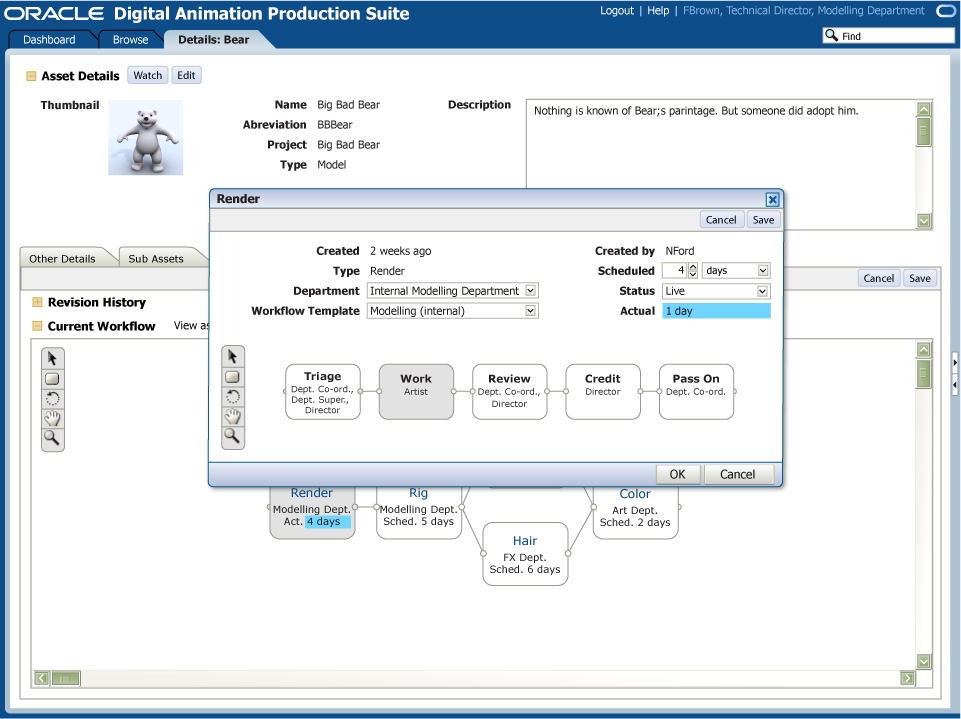 ORACLE Digital Animation Production Suite
Logout | Help | FBrown, Technical Director, Modelling Department
Dashboard Browse Details: Bear
Find
Asset Details Watch Edit
Thumbnail
Name Big Bad Bear
Abreviation BBBear
Project Big Bad Bear
Type Model
Description
Nothing is known of Bear;s parintage. But someone did adopt him.
Other Details Sub Assets
Cancel Save
Revision History
Current Workflow View as
Render
Cancel Save
Created 2 weeks ago
Type Render
Department Internal Modelling Department
Workflow Template Modelling (internal)
Created by NFord
Scheduled 4 days
Status Live
Actual 1 day
Triage
Dept. Co-ord.,
Dept. Super.,
Director
Work
Artist
Review
Dept. Co-ord.,
Director
Credit
Director
Pass On
Dept. Co-ord.
OK Cancel
Render
Modelling Dept.
Act. 4 days
Rig
Modelling Dept.
Sched. 5 days
Hair
FX Dept.
Sched. 6 days
Color
Art Dept.
Sched. 2 days